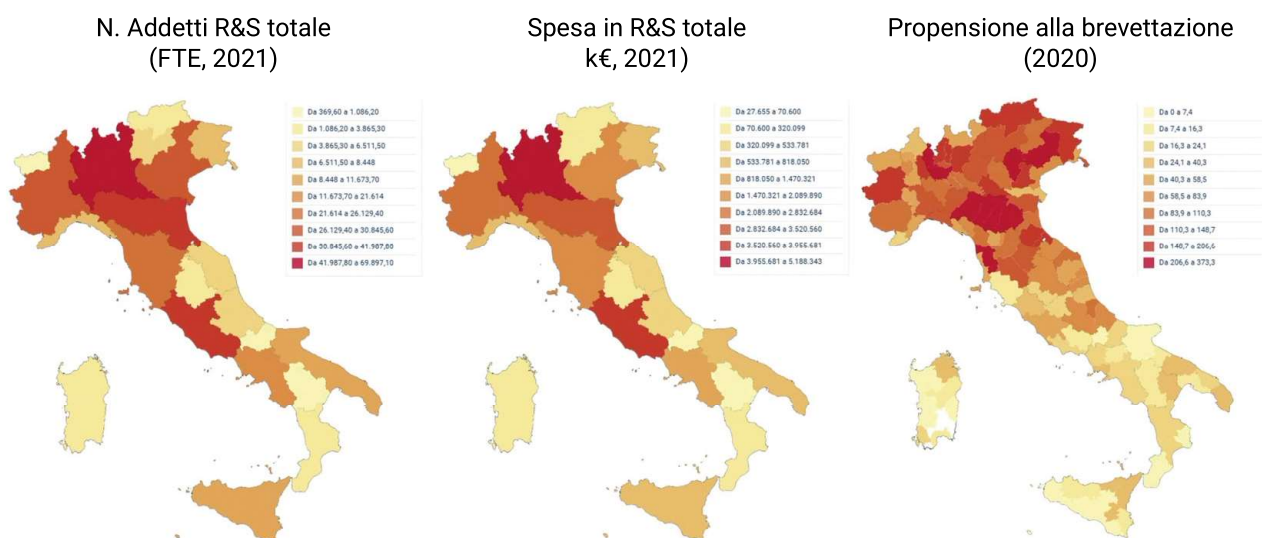 N. Addetti R&S totale
(FTE, 2021)
Da 369,60 a 1.086,20
Da 1.086,20 a 3.865,30
Da 3.865,30 a 6.511,50
Da 6.511,50 a 8.448
Da 8.448 a 11.673,70
Da 11.673,70 a 21.614
Da 21.614 a 26.129,40
Da 26.129,40 a 30.845,60
Da 30.845,60 a 41.987,80
Da 41.987,80 a 69.897,10
Spesa in R&S totale
k€, 2021)
Da 27.655 a 70.600
Da 70.600 a 320.099
Da 320.099 a 533.781
Da 533.781 a 818.050
Da 818.050 a 1.470.321
Da 1.470.321 a 2.089.890
Da 2.089.890 a 2.832.684
Da 2.832.684 a 3.520.560
Da 3.520.560 a 3.955.681
Da 3.955.681 a 5.188.343
Propensione alla brevettazione
(2020)
Da 0 a 7,4
Da 7,4 a 16,3
Da 16,3 a 24,1
Da 24,1 a 40,3
Da 40,3 a 58,5
Da 58,5 a 83,9
Da 83,9 a 110,3
Da 110,3 a 148,7
Da 148,7 a 206,6
Da 206,6 a 373,3